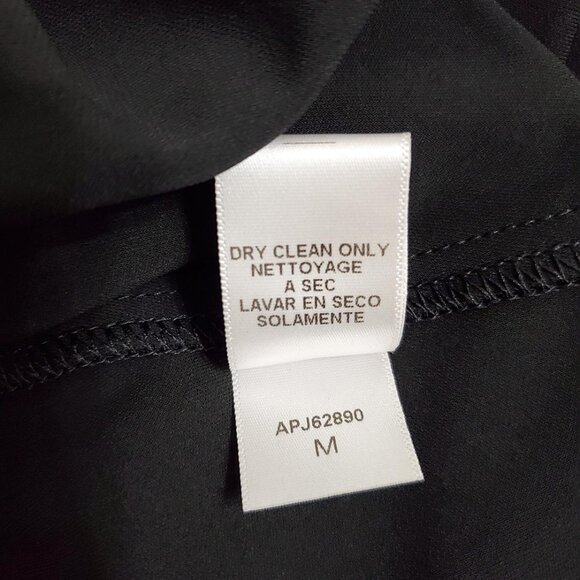 DRY CLEAN ONLY
NETTOYAGE
A SEC
LAVAR EN SECO
SOLAMENTE
APJ62890
M